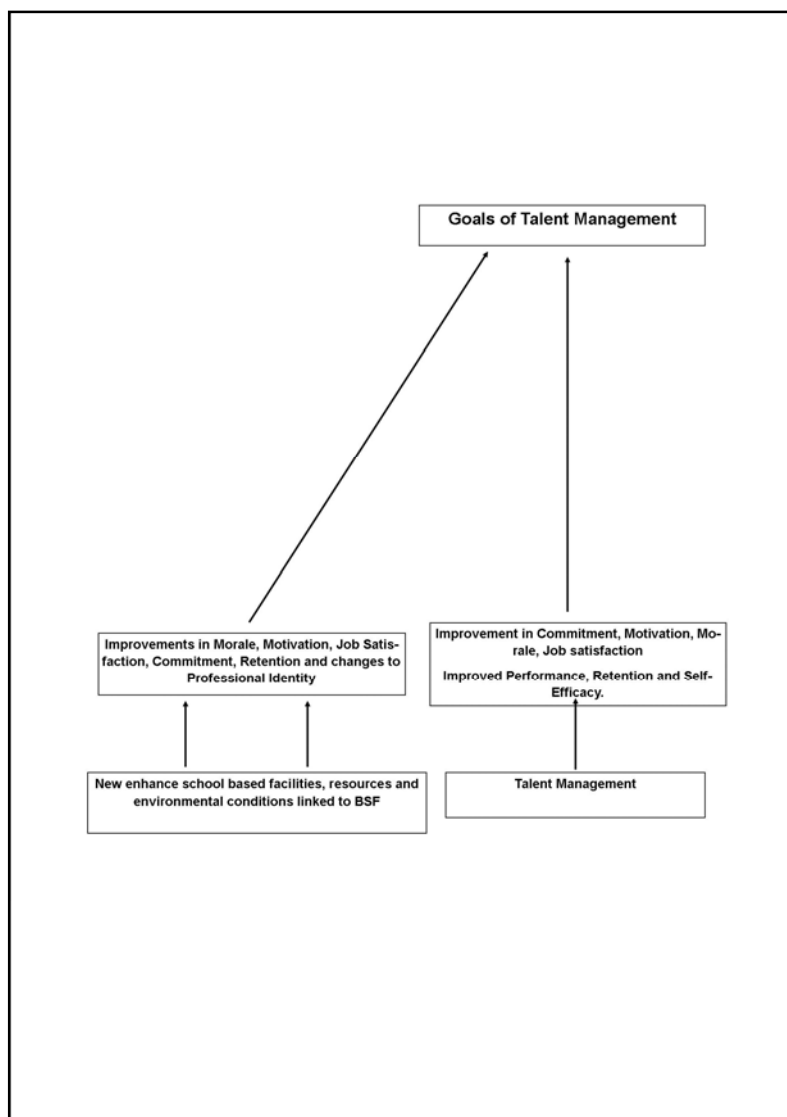 Goals of Talent Management
Improvements in Morale, Motivation, Job Satis-
faction, Commitment, Retention and changes to
Professional Identity
Improvement in Commitment, Motivation, Mo-
rale, Job satisfaction
Improved Performance, Retention and Self-
Efficacy.
New enhance school based facilities, resources and
environmental conditions linked to BSF
Talent Management